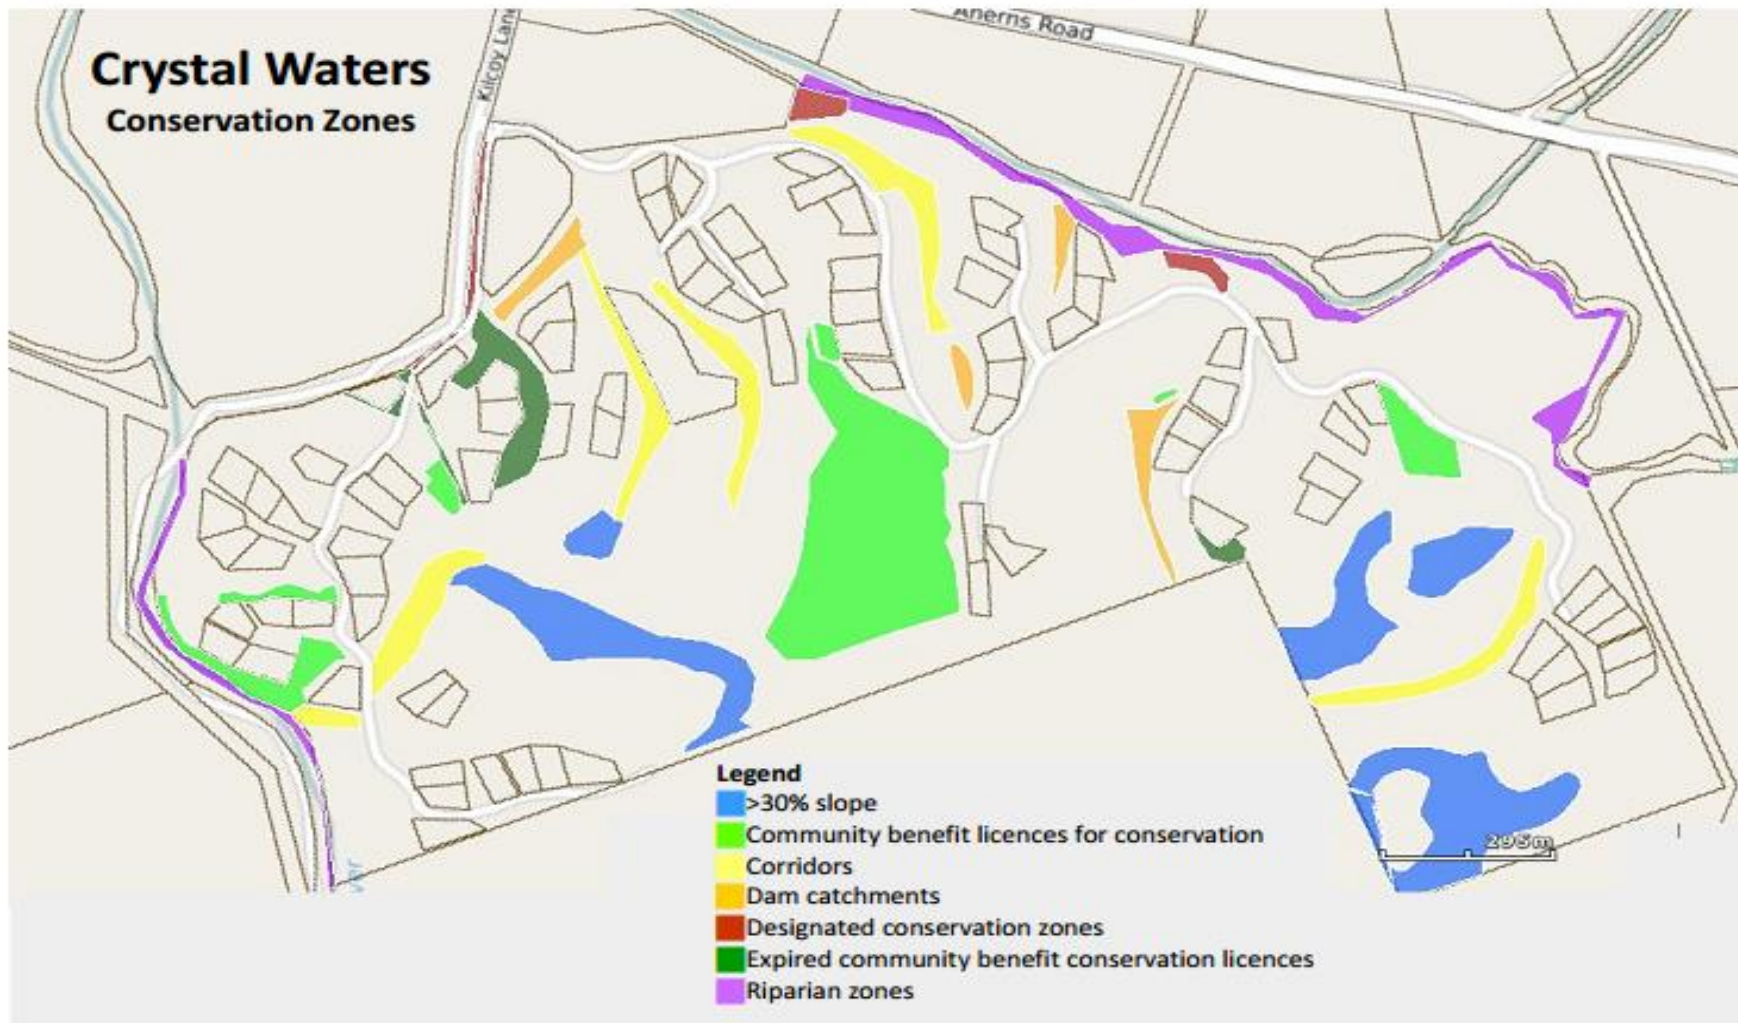 Crystal Waters
Conservation Zones
Kilcoy Lane
Aherns Road
Legend
>30% slope
Community benefit licences for conservation
Corridors
Dam catchments
Designated conservation zones
Expired community benefit conservation licences
Riparian zones
295m